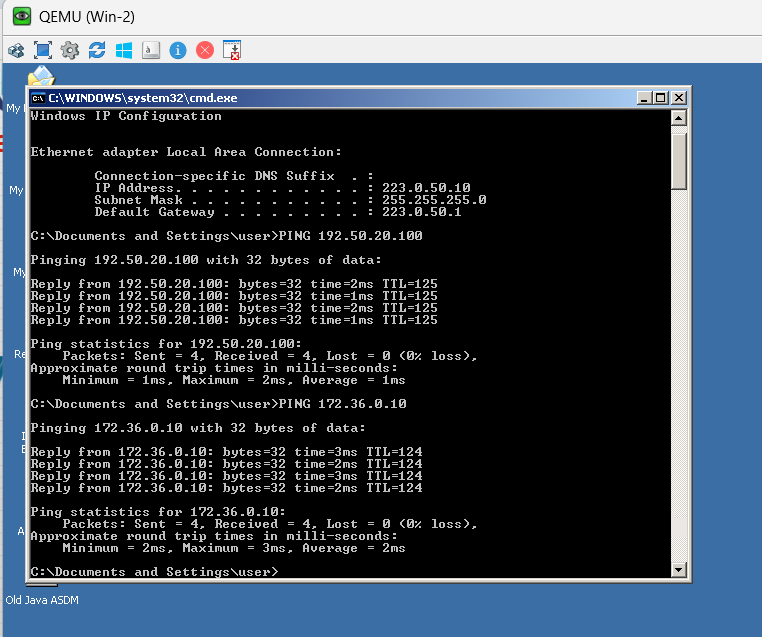 QEMU (Win-2)
My
C:\WINDOWS\system32\cmd.exe
Windows IP Configuration
Ethernet adapter Local Area Connection:
Connection-specific DNS Suffix  . :
IP Address. . . . . . . . . . . . : 223.0.50.10
Subnet Mask . . . . . . . . . . . : 255.255.255.0
Default Gateway . . . . . . . . . : 223.0.50.1
C:\Documents and Settings\user>PING 192.50.20.100
Pinging 192.50.20.100 with 32 bytes of data:
Reply from 192.50.20.100: bytes=32 time=2ms TTL=125
Reply from 192.50.20.100: bytes=32 time=1ms TTL=125
Reply from 192.50.20.100: bytes=32 time=2ms TTL=125
Reply from 192.50.20.100: bytes=32 time=1ms TTL=125
Ping statistics for 192.50.20.100:
Packets: Sent = 4, Received = 4, Lost = 0 (0% loss),
Approximate round trip times in milli-seconds:
Minimum = 1ms, Maximum = 2ms, Average = 1ms
C:\Documents and Settings\user>PING 172.36.0.10
Pinging 172.36.0.10 with 32 bytes of data:
Reply from 172.36.0.10: bytes=32 time=3ms TTL=124
Reply from 172.36.0.10: bytes=32 time=2ms TTL=124
Reply from 172.36.0.10: bytes=32 time=3ms TTL=124
Reply from 172.36.0.10: bytes=32 time=2ms TTL=124
Ping statistics for 172.36.0.10:
Packets: Sent = 4, Received = 4, Lost = 0 (0% loss),
Approximate round trip times in milli-seconds:
Minimum = 2ms, Maximum = 3ms, Average = 2ms
C:\Documents and Settings\user>
My
My
Old Java ASDM